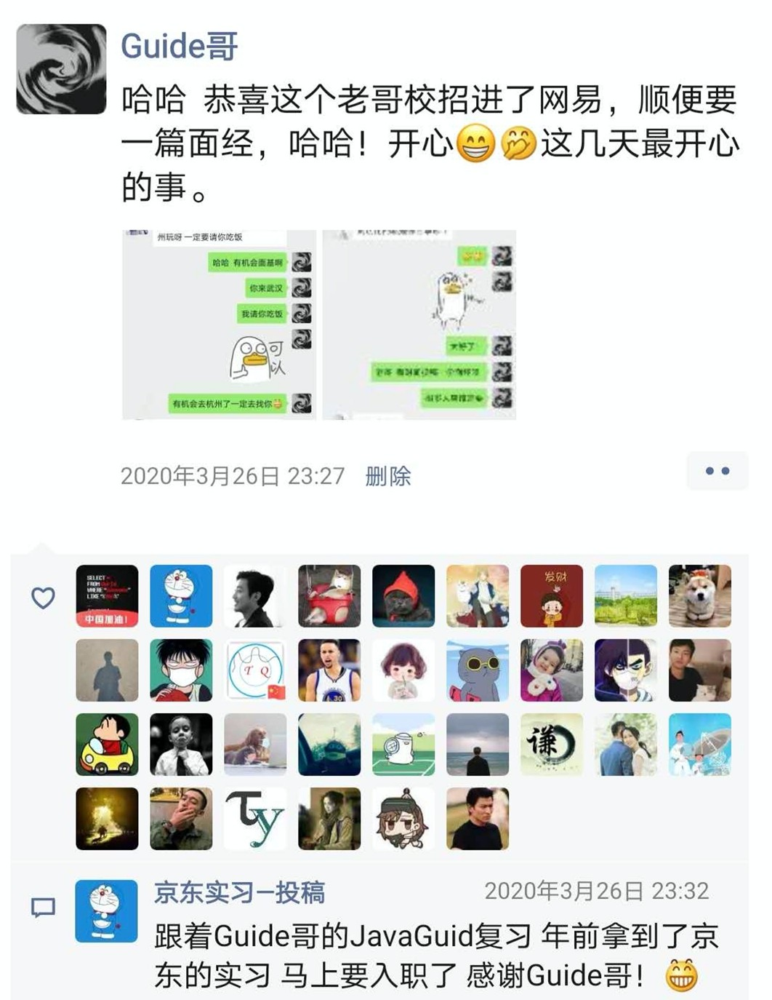 Guide哥
哈哈 恭喜这个老哥校招进了网易，顺便要
一篇面经，哈哈！开心😁🤭这几天最开心
的事。
州玩呀 一定要请你吃饭
哈哈 有机会面基啊
你来武汉
我请你吃饭
可以
有机会去杭州了一定去找你😁
太好了
2020年3月26日 23:27 删除
SELECT
FROM
WHERE
LIKE
中国加油！
发财
T Q
30
谦
Ty
京东实习—投稿 2020年3月26日 23:32
跟着Guide哥的JavaGuid复习 年前拿到了京
东的实习 马上要入职了 感谢Guide哥！😁